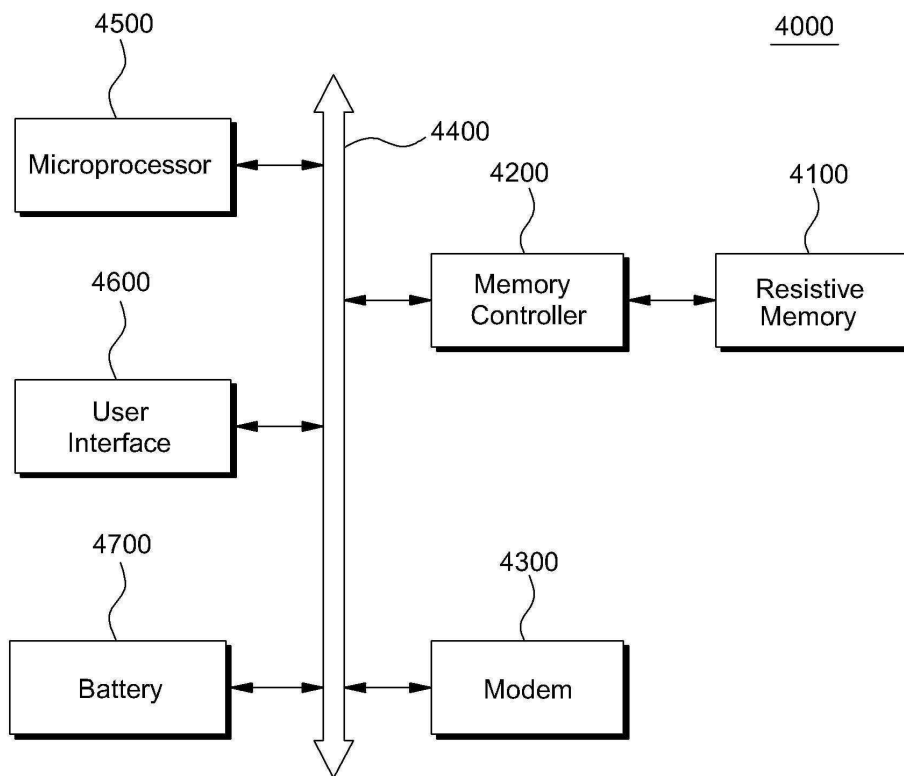 4500
4000
Microprocessor
4400
4200
4100
Memory
Controller
Resistive
Memory
4600
User
Interface
4700
4300
Battery
Modem